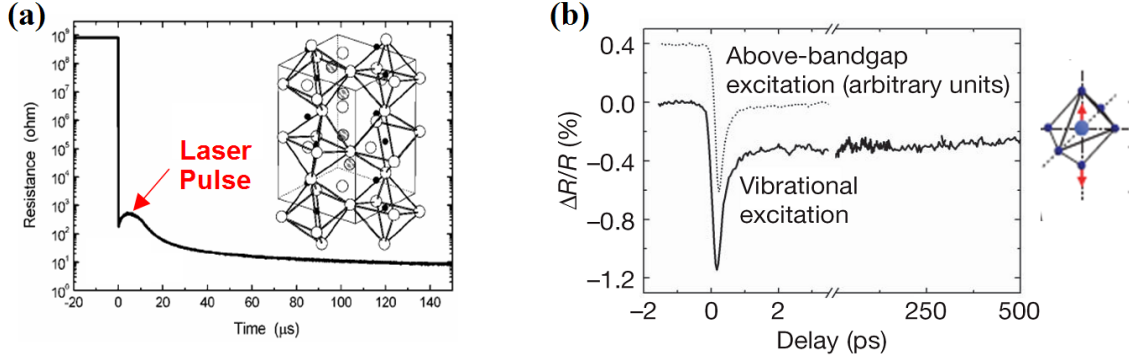 (a)
Resistance (ohm)
10⁹
10⁸
10⁷
10⁶
10⁵
10⁴
10³
10²
10¹
10⁰
Laser
Pulse
-20 0 20 40 60 80 100 120 140
Time (μs)
(b)
ΔR/R (%)
0.4
0.0
−0.4
−0.8
−1.2
Above-bandgap
excitation (arbitrary units)
Vibrational
excitation
−2 0 2 250 500
Delay (ps)